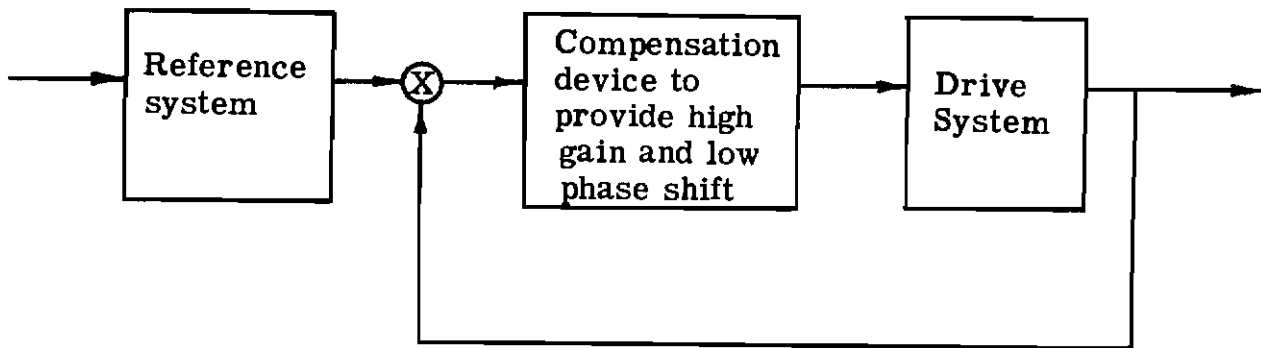 Reference
system
X
Compensation
device to
provide high
gain and low
phase shift
Drive
System